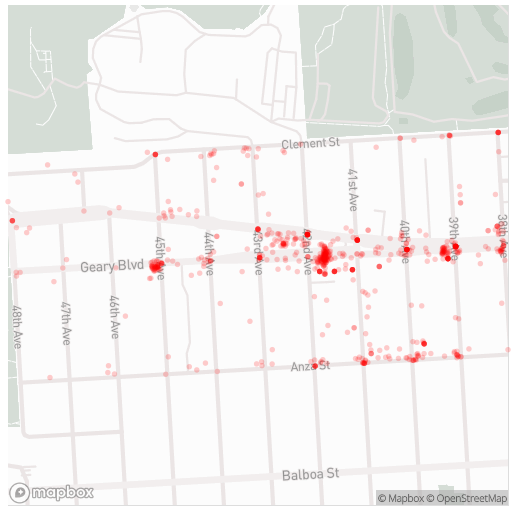 Clement St
41st Ave
45th Ave
44th Ave
43rd Ave
42nd Ave
40th Ave
39th Ave
38th Ave
Geary Blvd
48th Ave
47th Ave
46th Ave
Anza St
Balboa St
mapbox
© Mapbox © OpenStreetMap